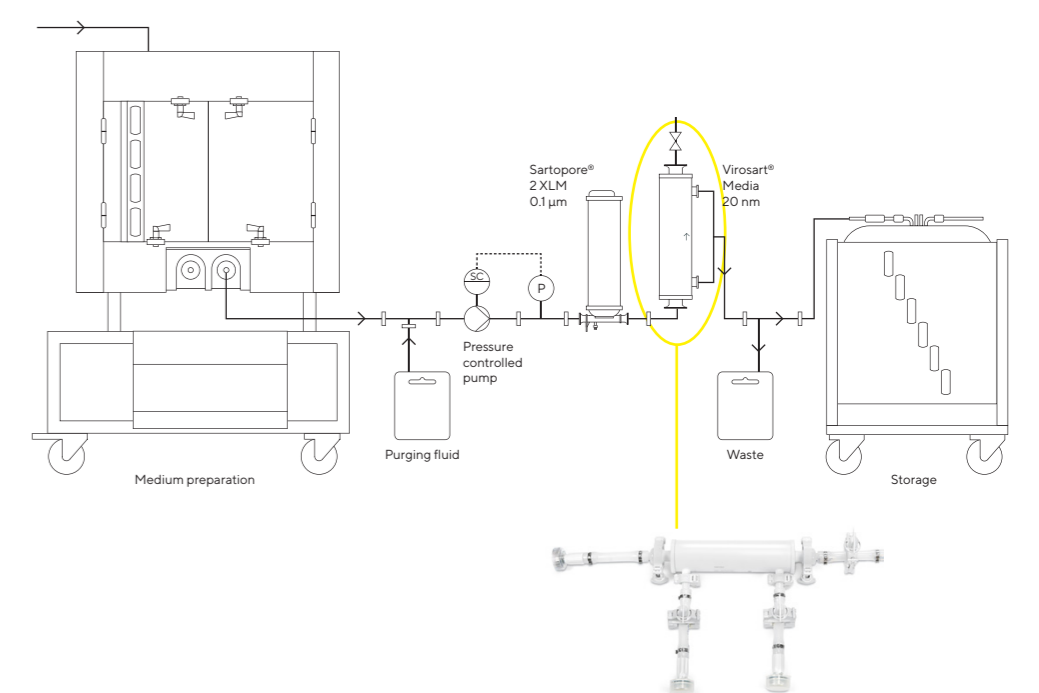 Sartopore®
2 XLM
0.1 µm
Virosart®
Media
20 nm
SC
P
Pressure
controlled
pump
Purging fluid
Waste
Medium preparation
Storage